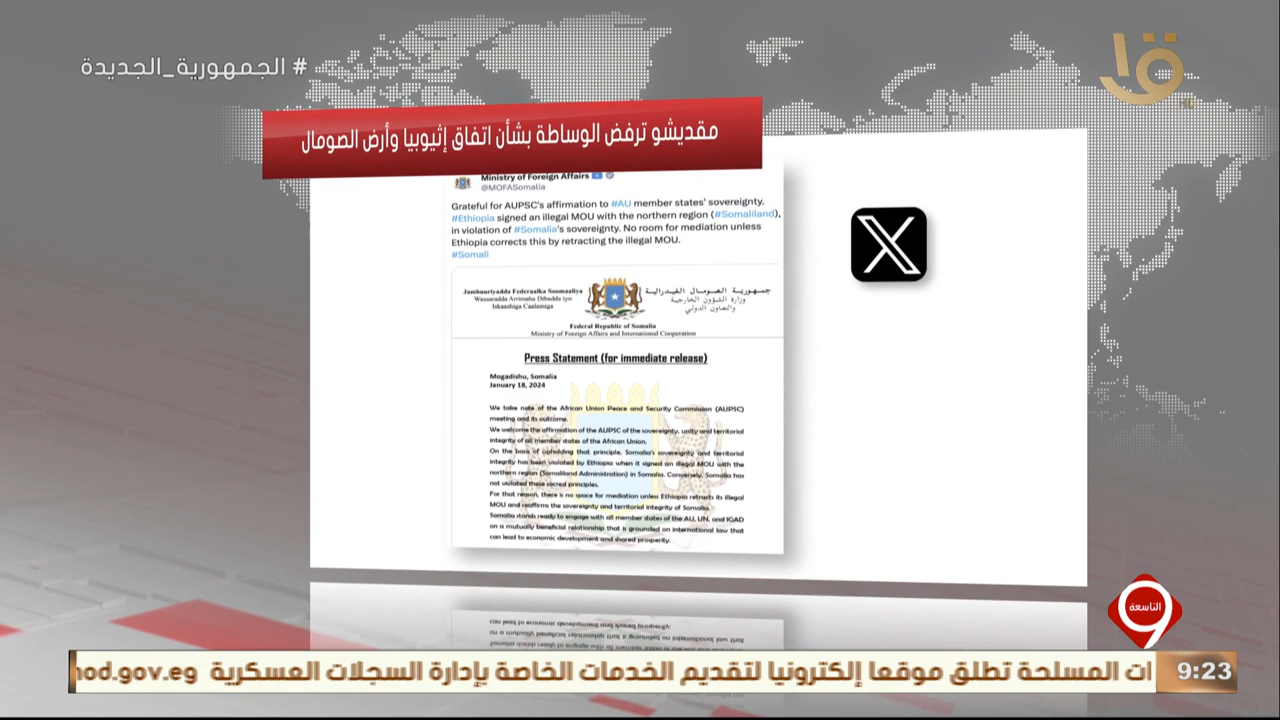 # الجمهورية_الجديدة
مقديشو ترفض الوساطة بشأن اتفاق إثيوبيا وأرض الصومال
Ministry of Foreign Affairs
@MOFASomalia
Grateful for AUPSC's affirmation to #AU member states' sovereignty.
#Ethiopia signed an illegal MOU with the northern region (#Somaliland),
in violation of #Somalia's sovereignty. No room for mediation unless
Ethiopia corrects this by retracting the illegal MOU.
#Somali
Jamhuuriyadda Federaalka Soomaaliya
Wasaaradda Arrimaha Dibadda iyo
Iskaashiga Caalamiga
جمهورية الصومال الفيدرالية
وزارة الشؤون الخارجية
والتعاون الدولي
Federal Republic of Somalia
Ministry of Foreign Affairs and International Cooperation
Press Statement (for immediate release)
Mogadishu, Somalia
January 18, 2024
We take note of the African Union Peace and Security Commission (AUPSC)
meeting and its outcome.
We welcome the affirmation of the AUPSC of the sovereignty, unity and territorial
integrity of all member states of the African Union.
On the basis of upholding that principle, Somalia's sovereignty and territorial
integrity has been violated by Ethiopia when it signed an illegal MOU with the
northern region (Somaliland Administration) in Somalia. Conversely, Somalia has
not violated these sacred principles.
For that reason, there is no space for mediation unless Ethiopia retracts its illegal
MOU and reaffirms the sovereignty and territorial integrity of Somalia.
Somalia stands ready to engage with all member states of the AU, UN, and IGAD
on a mutually beneficial relationship that is grounded on international law that
can lead to economic development and shared prosperity.
التاسعة
9
9:23
ات المسلحة تطلق موقعا إلكترونيا لتقديم الخدمات الخاصة بإدارة السجلات العسكرية mod.gov.eg